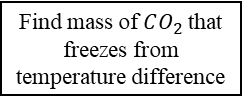 Find mass of CO₂ that
freezes from
temperature difference